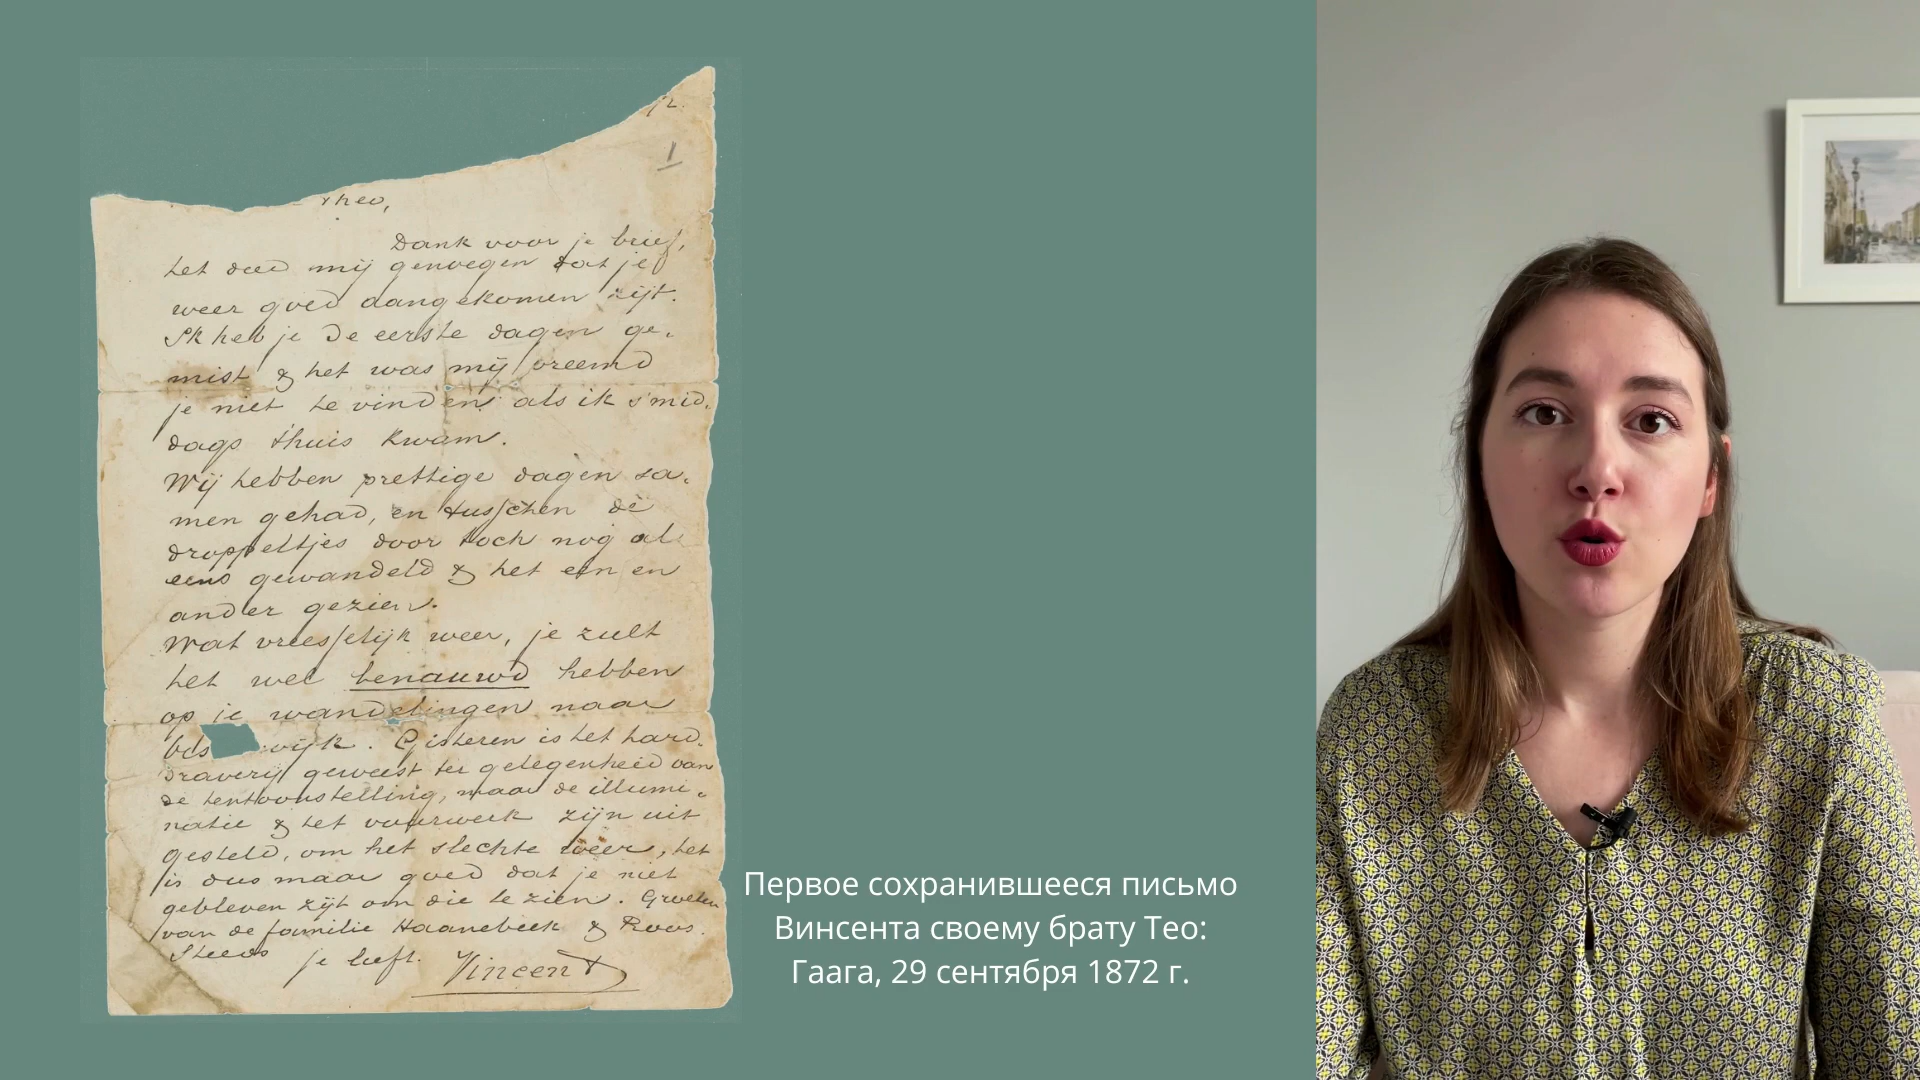 12.
1
Theo,
Dank voor je brief,
het deed mij genoegen dat je
weer goed aangekomen zijt.
Ik heb je de eerste dagen ge-
mist & het was mij vreemd
je niet te vinden als ik s'mid.
dags thuis kwam.
Wij hebben prettige dagen sa.
men gehad, en tusschen de
droppeltjes door toch nog al
eens gewandeld & het een en
ander gezien.
Wat vreesselijk weer, je zult
het wel benauwd hebben
op je wandelingen naar
wijk. Gisteren is het hard.
draverij geweest ter gelegenheid van
de tentoonstelling, maar de illumi-
natie & het vuurwerk zijn uit
gesteld, om het slechte weer, het
is dus maar goed dat je niet
gebleven zijt om die te zien. Groeten
van de familie Haanebeek & Roos.
Steeds je liefh.
Vincent
Первое сохранившееся письмо
Винсента своему брату Тео:
Гаага, 29 сентября 1872 г.